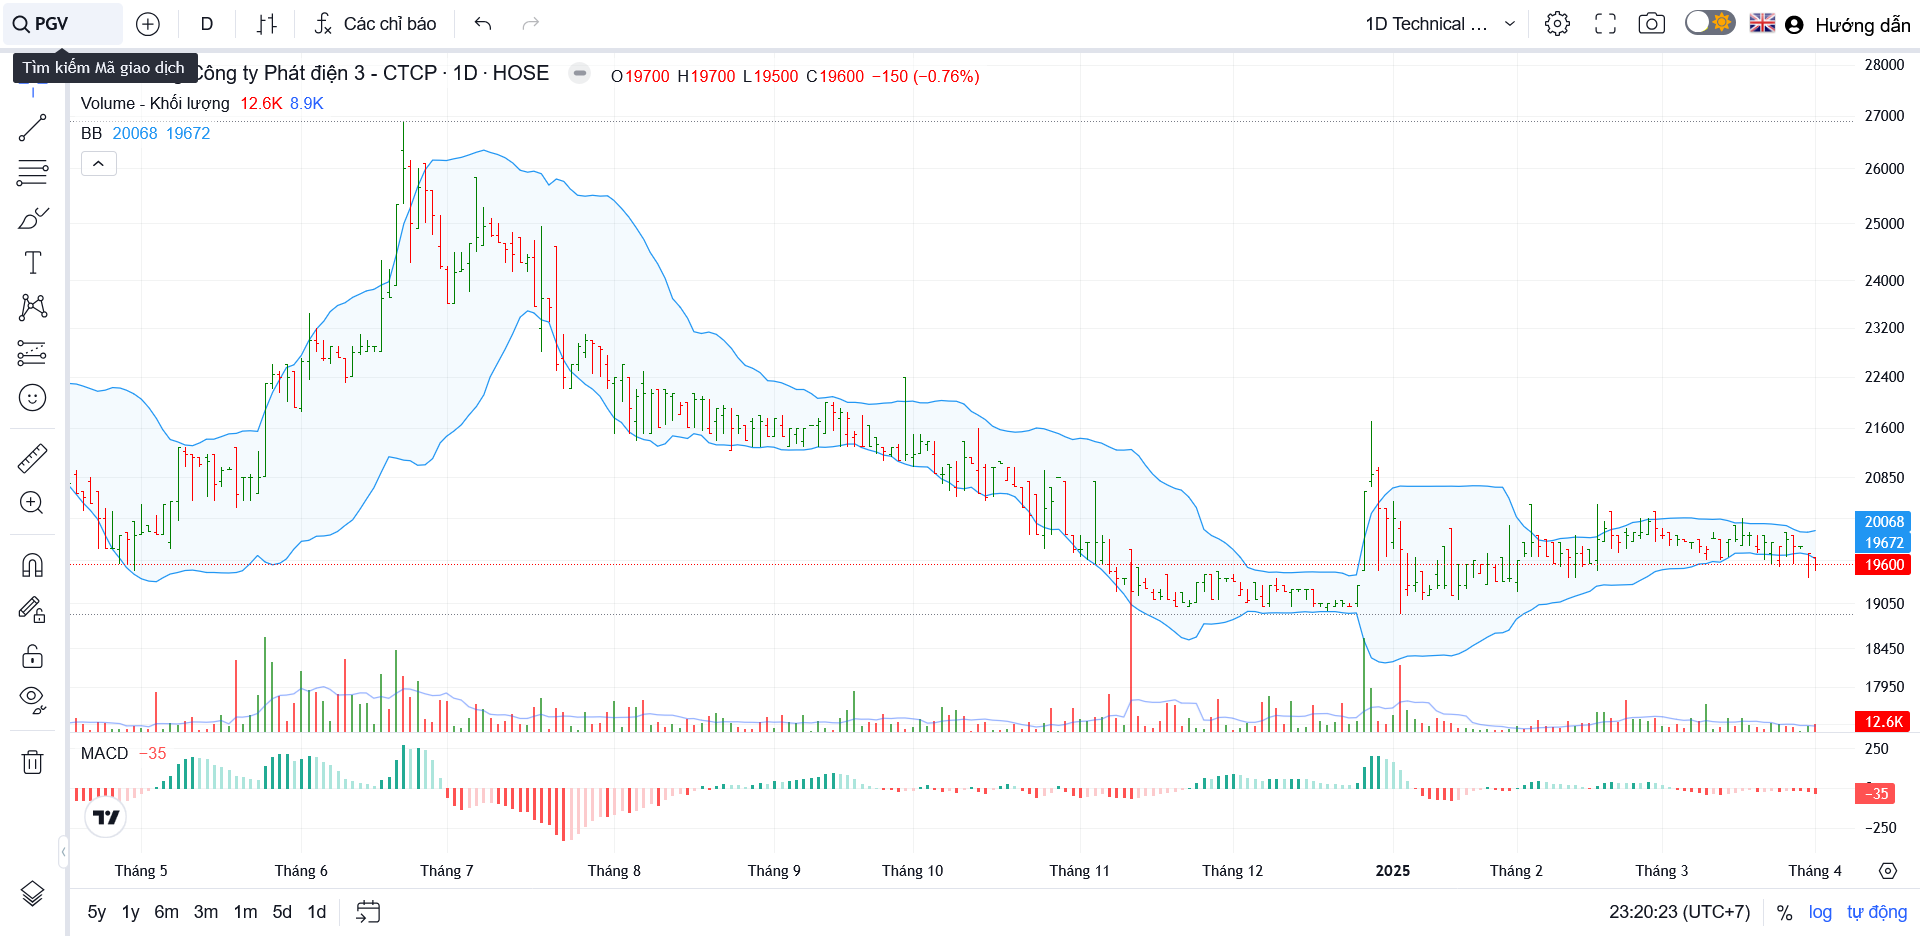 PGV
D
Các chỉ báo
1D Technical ...
Hướng dẫn
Tìm kiếm Mã giao dịch
Công ty Phát điện 3 - CTCP · 1D · HOSE
O19700 H19700 L19500 C19600 −150 (−0.76%)
Volume - Khối lượng 12.6K 8.9K
BB 20068 19672
28000
27000
26000
25000
24000
23200
22400
21600
20850
20068
19672
19600
19050
18450
17950
12.6K
MACD −35
250
−35
−250
Tháng 5 Tháng 6 Tháng 7 Tháng 8 Tháng 9 Tháng 10 Tháng 11 Tháng 12 2025 Tháng 2 Tháng 3 Tháng 4
5y 1y 6m 3m 1m 5d 1d
23:20:23 (UTC+7) % log tự động